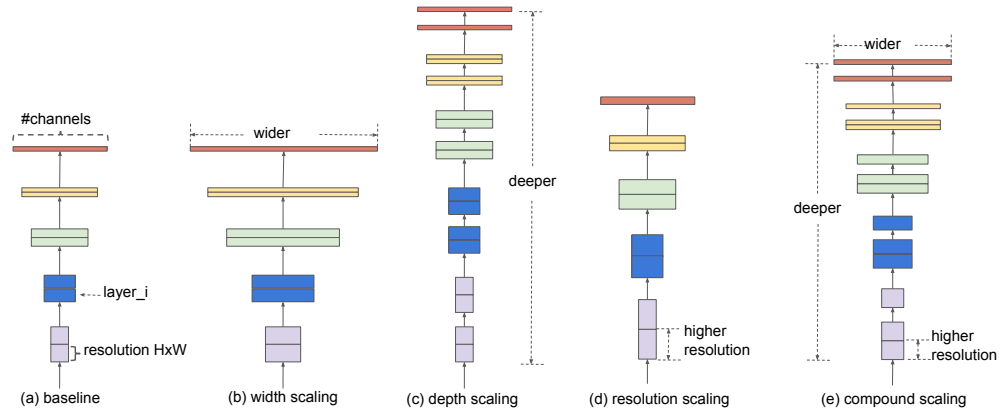 #channels
layer_i
resolution HxW
(a) baseline
wider
(b) width scaling
deeper
(c) depth scaling
higher
resolution
(d) resolution scaling
wider
deeper
higher
resolution
(e) compound scaling